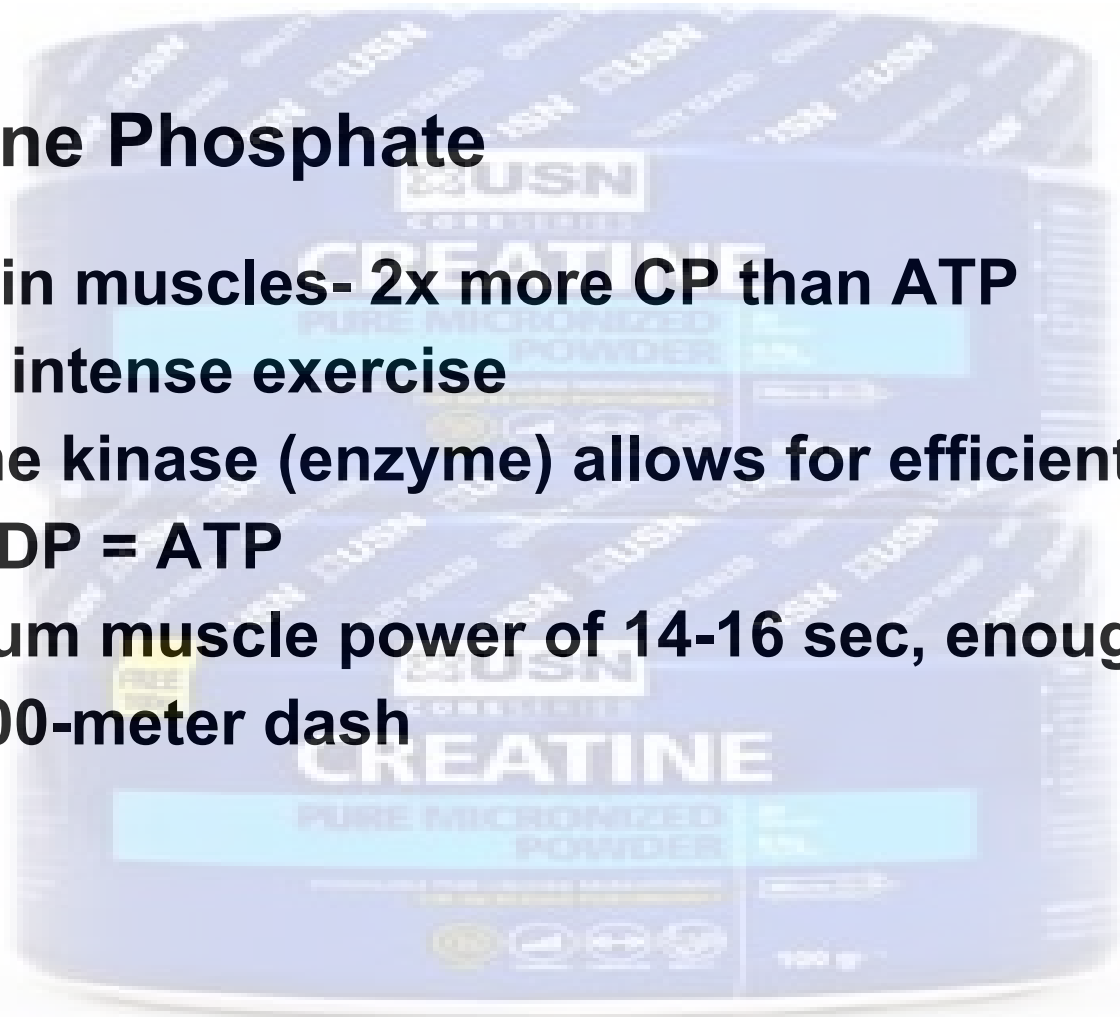 ne Phosphate
in muscles- 2x more CP than ATP
intense exercise
e kinase (enzyme) allows for efficient
DP = ATP
um muscle power of 14-16 sec, enoug
00-meter dash
USN
CREATINE
PURE MICRONIZED
POWDER
USN
CREATINE
PURE MICRONIZED
POWDER
100 g